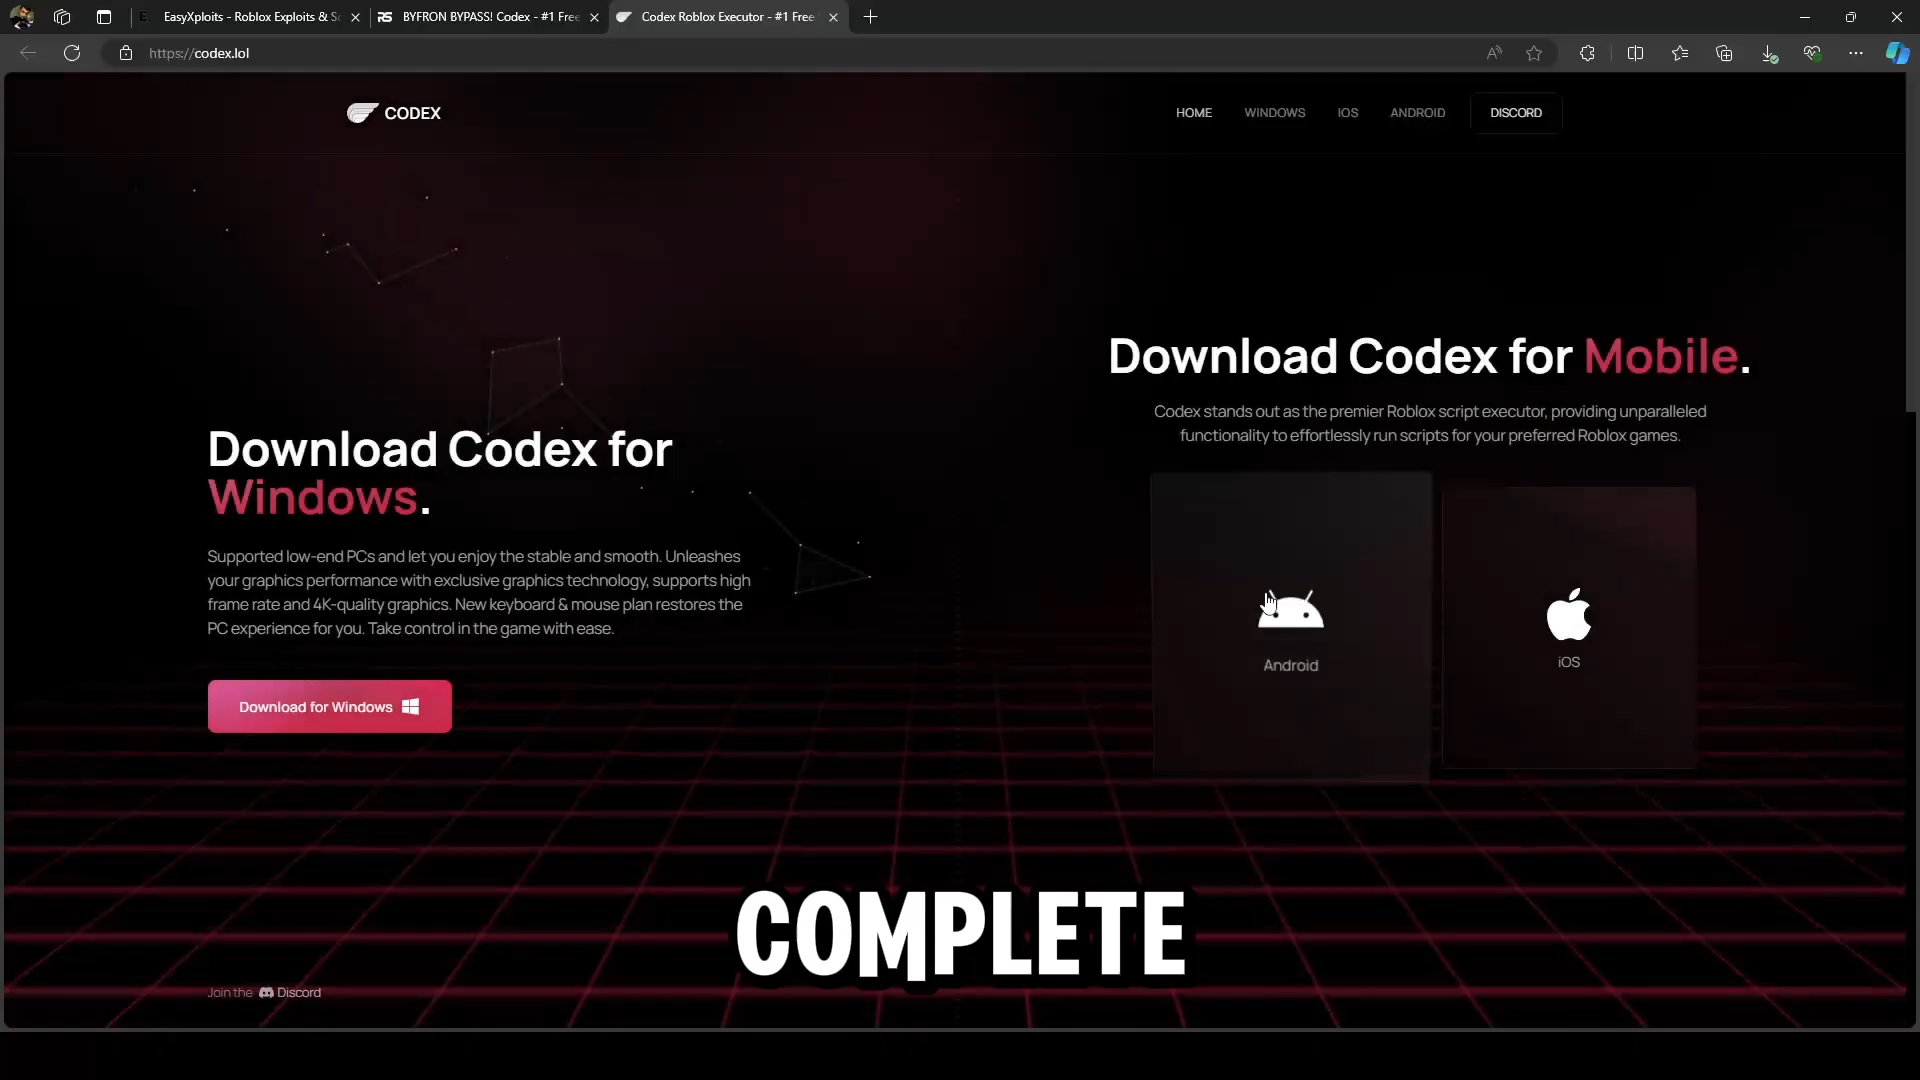 EasyXploits - Roblox Exploits & Sc
BYFRON BYPASS! Codex - #1 Free
Codex Roblox Executor - #1 Free
https://codex.lol
CODEX
HOME
WINDOWS
IOS
ANDROID
DISCORD
Download Codex for
Windows.
Supported low-end PCs and let you enjoy the stable and smooth. Unleashes
your graphics performance with exclusive graphics technology, supports high
frame rate and 4K-quality graphics. New keyboard & mouse plan restores the
PC experience for you. Take control in the game with ease.
Download for Windows
Download Codex for Mobile.
Codex stands out as the premier Roblox script executor, providing unparalleled
functionality to effortlessly run scripts for your preferred Roblox games.
Android
iOS
COMPLETE
Join the Discord